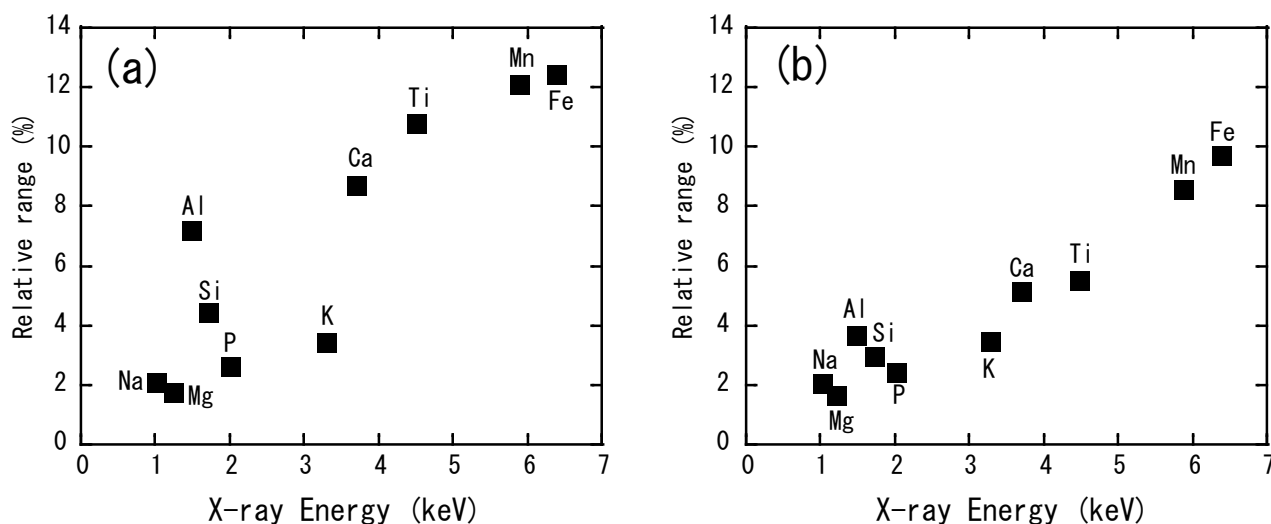 (a)
Relative range (%)
14
12
10
8
6
4
2
0
Mn
Fe
Ti
Ca
Al
Si
P
K
Na
Mg
0 1 2 3 4 5 6 7
X-ray Energy (keV)
(b)
Relative range (%)
14
12
10
8
6
4
2
0
Fe
Mn
Ti
Ca
Al
Si
Na
K
P
Mg
0 1 2 3 4 5 6 7
X-ray Energy (keV)